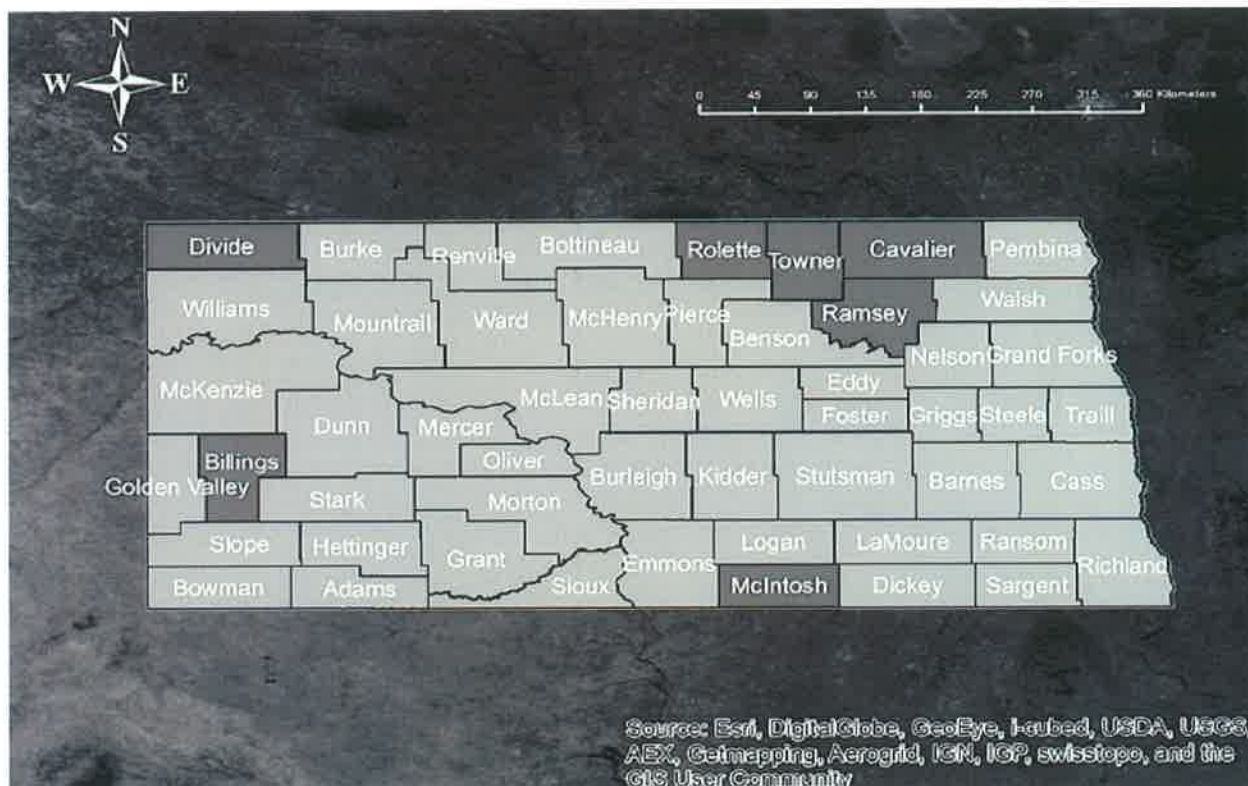 N
W E
S
0 45 90 135 180 225 270 315 360 Kilometers
Divide Burke Renville Bottineau Rolette Towner Cavalier Pembina
Williams Mountrail Ward McHenry Pierce Benson Ramsey Walsh
Nelson Grand Forks
McKenzie Dunn Mercer McLean Sheridan Wells Eddy
Foster Griggs Steele Traill
Billings Oliver
Golden Valley Stark Morton Burleigh Kidder Stutsman Barnes Cass
Slope Hettinger Grant Emmons Logan LaMoure Ransom Richland
Bowman Adams Sioux McIntosh Dickey Sargent
Source: Esri, DigitalGlobe, GeoEye, i-cubed, USDA, USGS,
AEX, Getmapping, Aerogrid, IGN, IGP, swisstopo, and the
GIS User Community